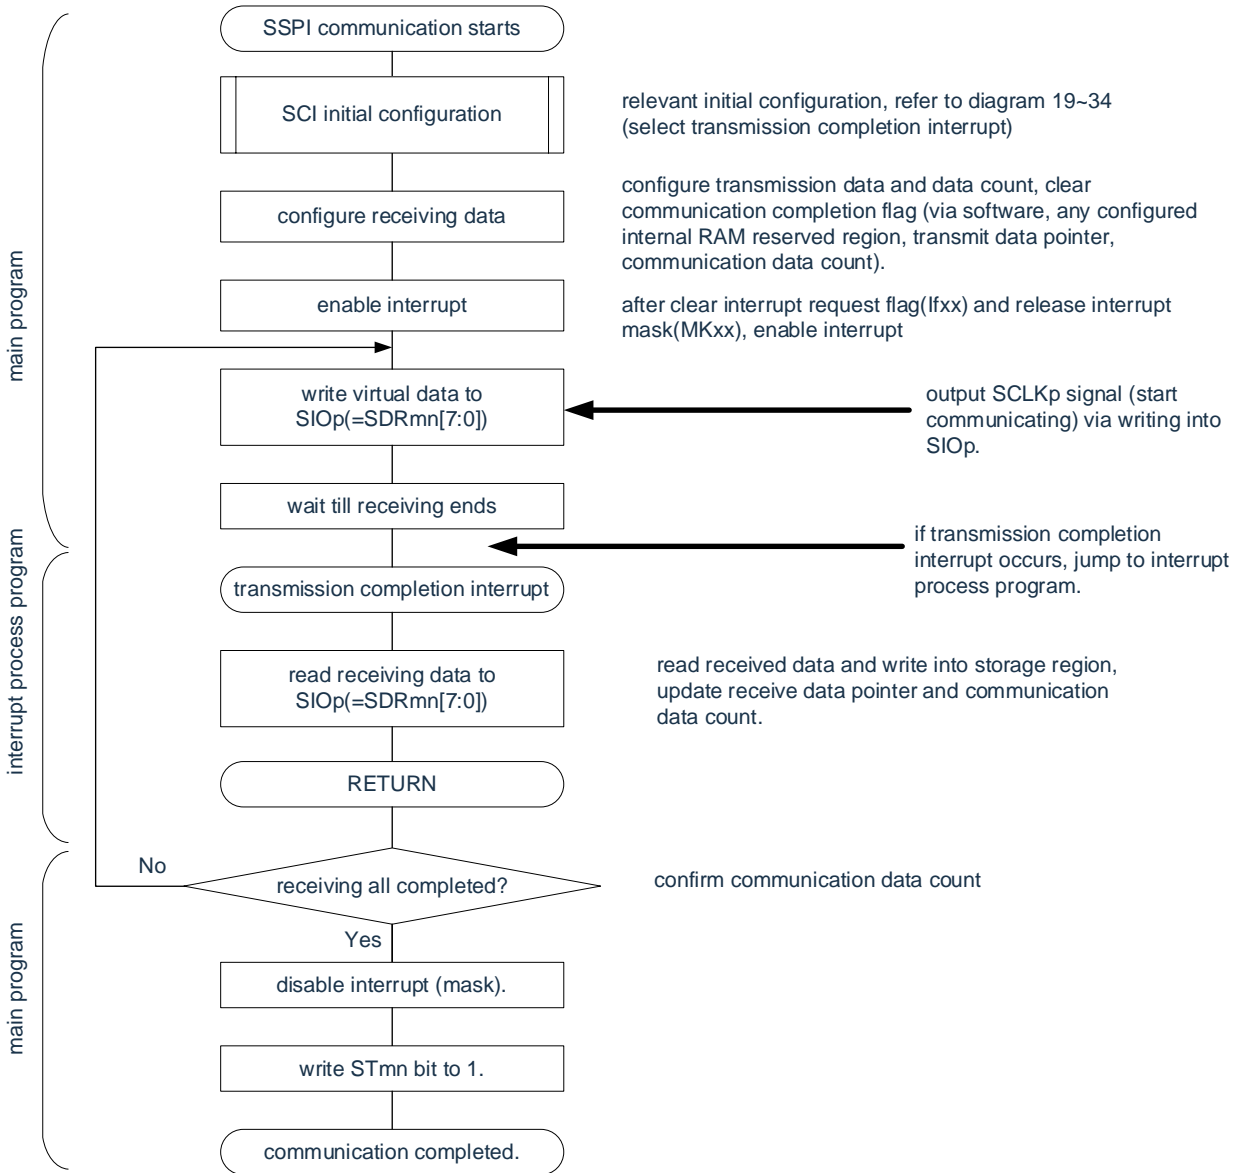 SSPI communication starts
SCI initial configuration
relevant initial configuration, refer to diagram 19~34
(select transmission completion interrupt)
configure receiving data
configure transmission data and data count, clear
communication completion flag (via software, any configured
internal RAM reserved region, transmit data pointer,
communication data count).
main program
enable interrupt
after clear interrupt request flag(Ifxx) and release interrupt
mask(MKxx), enable interrupt
write virtual data to
SIOp(=SDRmn[7:0])
output SCLKp signal (start
communicating) via writing into
SIOp.
wait till receiving ends
if transmission completion
interrupt occurs, jump to interrupt
process program.
interrupt process program
transmission completion interrupt
read receiving data to
SIOp(=SDRmn[7:0])
read received data and write into storage region,
update receive data pointer and communication
data count.
RETURN
No
receiving all completed?
confirm communication data count
Yes
main program
disable interrupt (mask).
write STmn bit to 1.
communication completed.